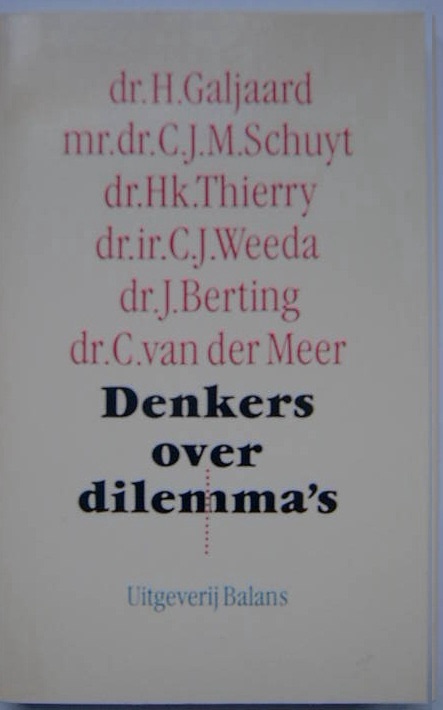 dr.H.Galjaard
mr.dr.C.J.M.Schuyt
dr.Hk.Thierry
dr.ir.C.J.Weeda
dr.J.Berting
dr.C.van der Meer
Denkers
over
dilemma's
Uitgeverij Balans